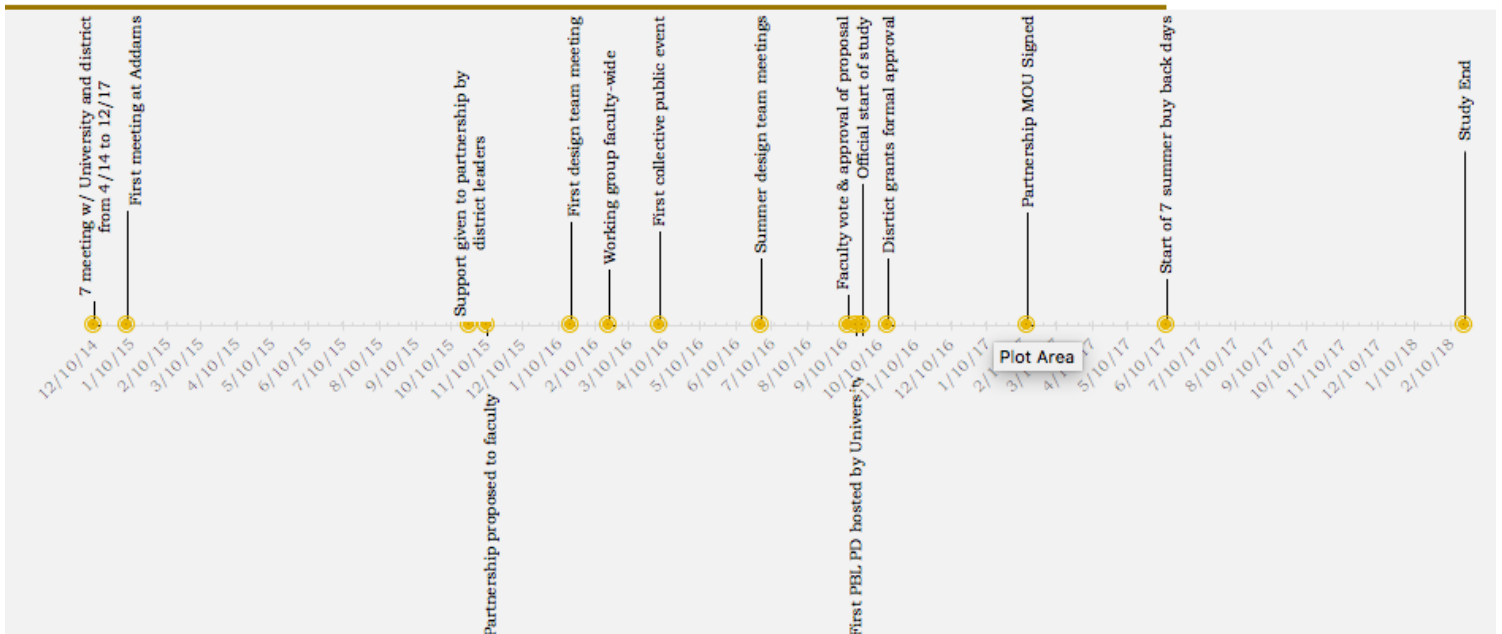 7 meeting w/ University and district
from 4/14 to 12/17
First meeting at Addams
Support given to partnership by
district leaders
First design team meeting
Working group faculty-wide
First collective public event
Summer design team meetings
Faculty vote & approval of proposal
Official start of study
Disrtict grants formal approval
Partnership MOU Signed
Start of 7 summer buy back days
Study End
12/10/14
1/10/15
2/10/15
3/10/15
4/10/15
5/10/15
6/10/15
7/10/15
8/10/15
9/10/15
10/10/15
11/10/15
12/10/15
1/10/16
2/10/16
3/10/16
4/10/16
5/10/16
6/10/16
7/10/16
8/10/16
9/10/16
10/10/16
11/10/16
12/10/16
1/10/17
Plot Area
5/10/17
6/10/17
7/10/17
8/10/17
9/10/17
10/10/17
11/10/17
12/10/17
1/10/18
2/10/18
Partnership proposed to faculty
First PBL PD hosted by University